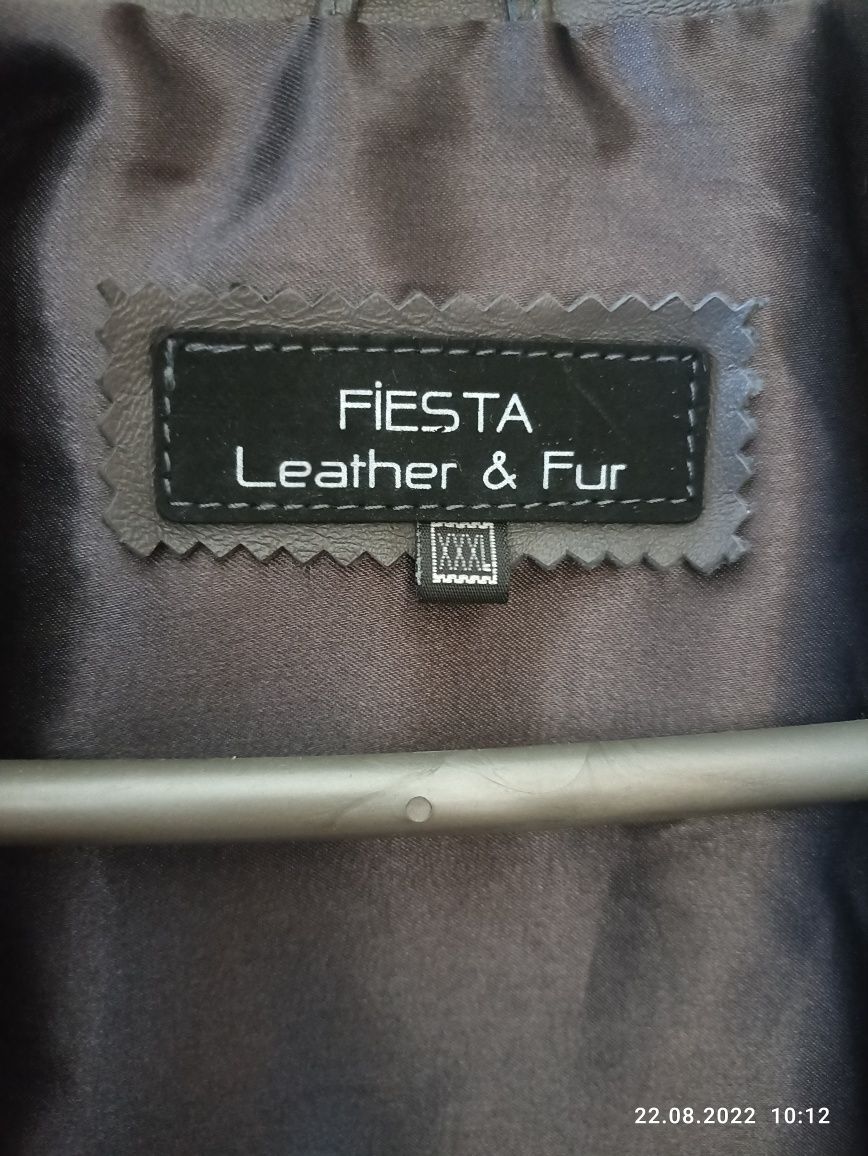 FİESTA
Leather & Fur
XXXL
22.08.2022 10:12